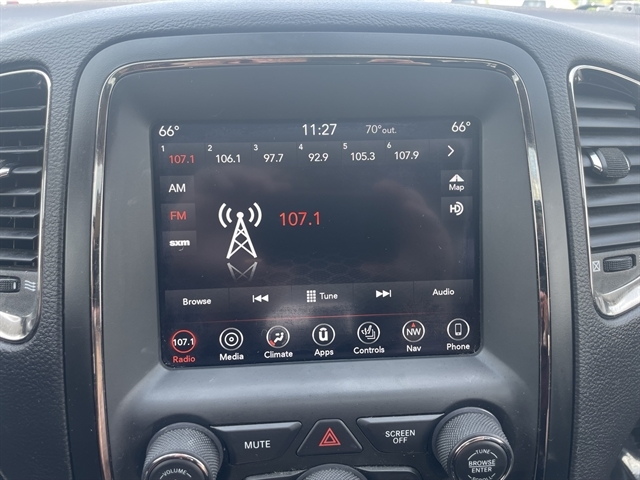 66° 11:27 70°out. 66°
1 2 3 4 5 6
107.1 106.1 97.7 92.9 105.3 107.9
AM Map
FM 107.1 HD
sxm
Browse Tune Audio
107.1 NW
Radio Media Climate Apps Controls Nav Phone
MUTE SCREEN OFF
VOLUME TUNE
BROWSE
ENTER